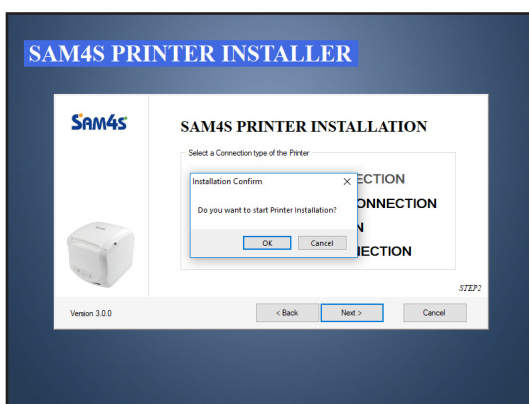 SAM4S PRINTER INSTALLER
SAM4S
SAM4S PRINTER INSTALLATION
Select a Connection type of the Printer
Installation Confirm
ECTION
Do you want to start Printer Installation?
ONNECTION
N
OK Cancel
NECTION
STEP2
Version 3.0.0
< Back Next > Cancel